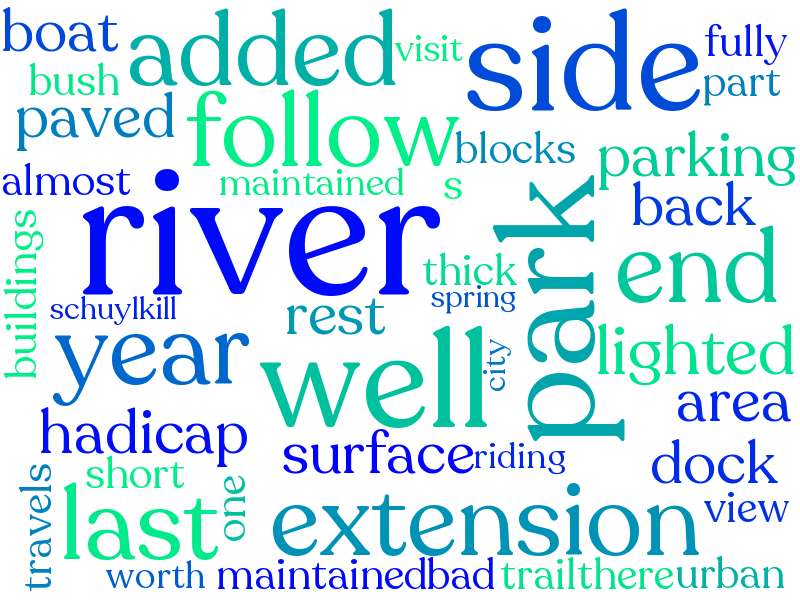 boat
added
visit
side
fully
bush
part
paved
follow
blocks
parking
almost
maintained
s
back
river
park
buildings
thick
end
schuylkill
rest
spring
year
well
city
lighted
hadicap
area
surface
riding
dock
short
travels
last
one
extension
view
worth
maintainedbad
trailthere
urban